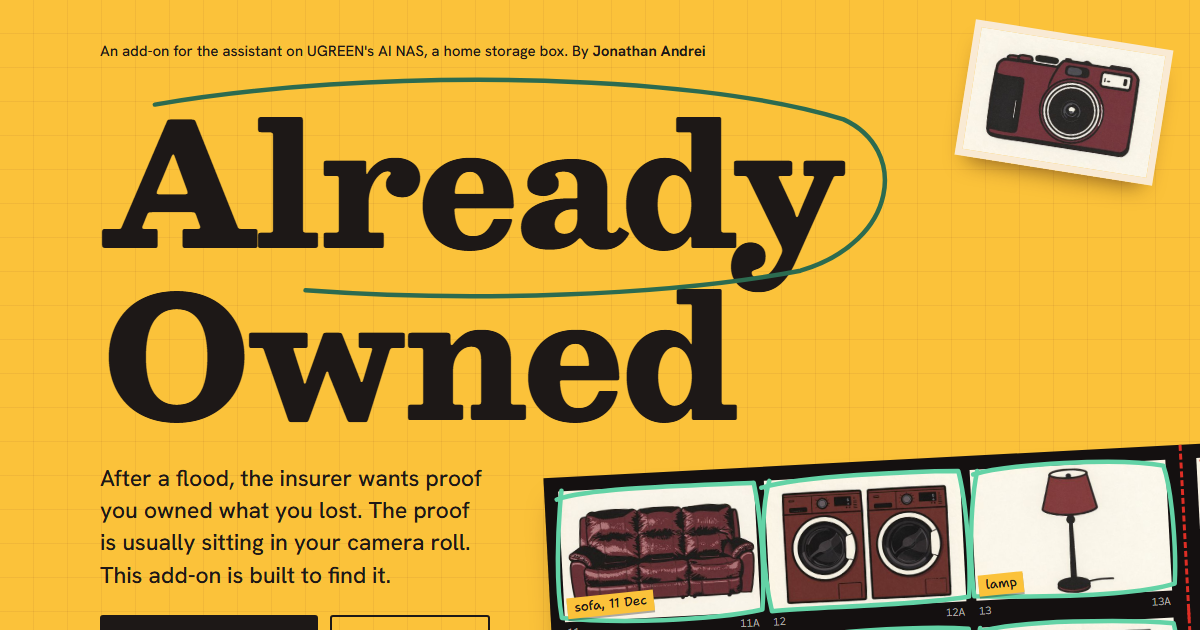 An add-on for the assistant on UGREEN's AI NAS, a home storage box. By Jonathan Andrei
Already
Owned
After a flood, the insurer wants proof
you owned what you lost. The proof
is usually sitting in your camera roll.
This add-on is built to find it.
sofa, 11 Dec
lamp
11A
12
12A
13
13A